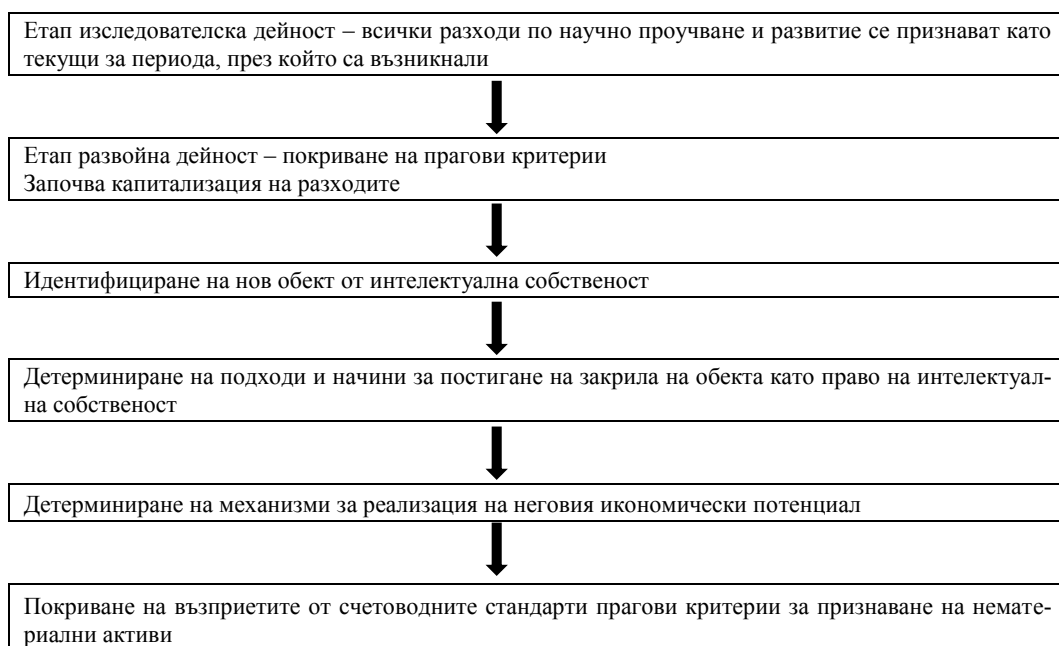 Етап изследователска дейност – всички разходи по научно проучване и развитие се признават като
текущи за периода, през който са възникнали
Етап развойна дейност – покриване на прагови критерии
Започва капитализация на разходите
Идентифициране на нов обект от интелектуална собственост
Детерминиране на подходи и начини за постигане на закрила на обекта като право на интелектуал-
на собственост
Детерминиране на механизми за реализация на неговия икономически потенциал
Покриване на възприетите от счетоводните стандарти прагови критерии за признаване на немате-
риални активи